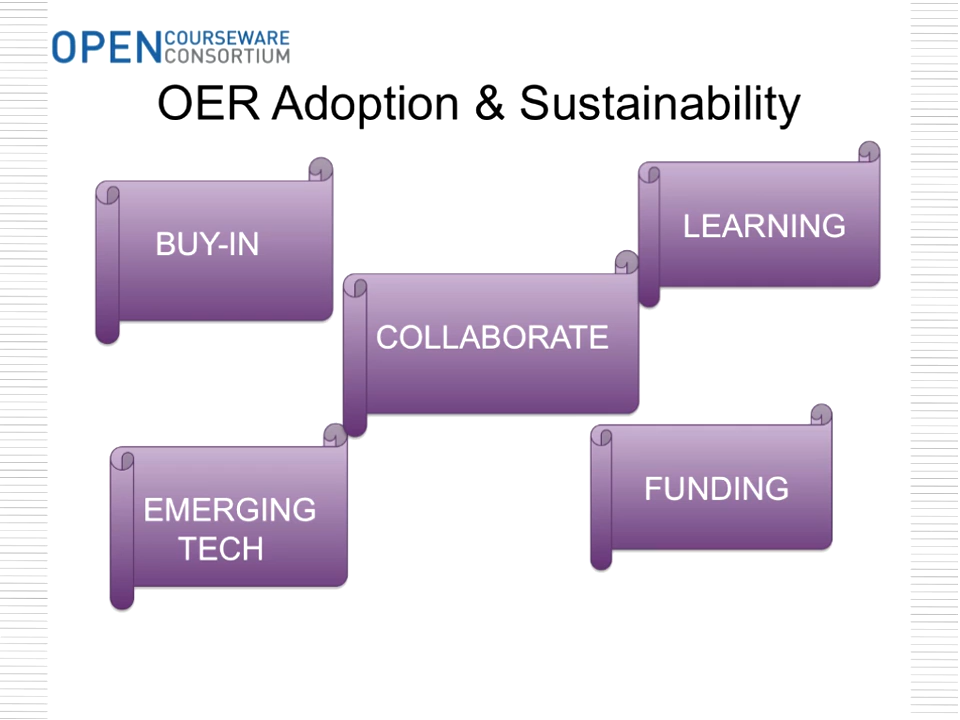 OPEN COURSEWARE
CONSORTIUM
OER Adoption & Sustainability
BUY-IN
LEARNING
COLLABORATE
EMERGING
TECH
FUNDING